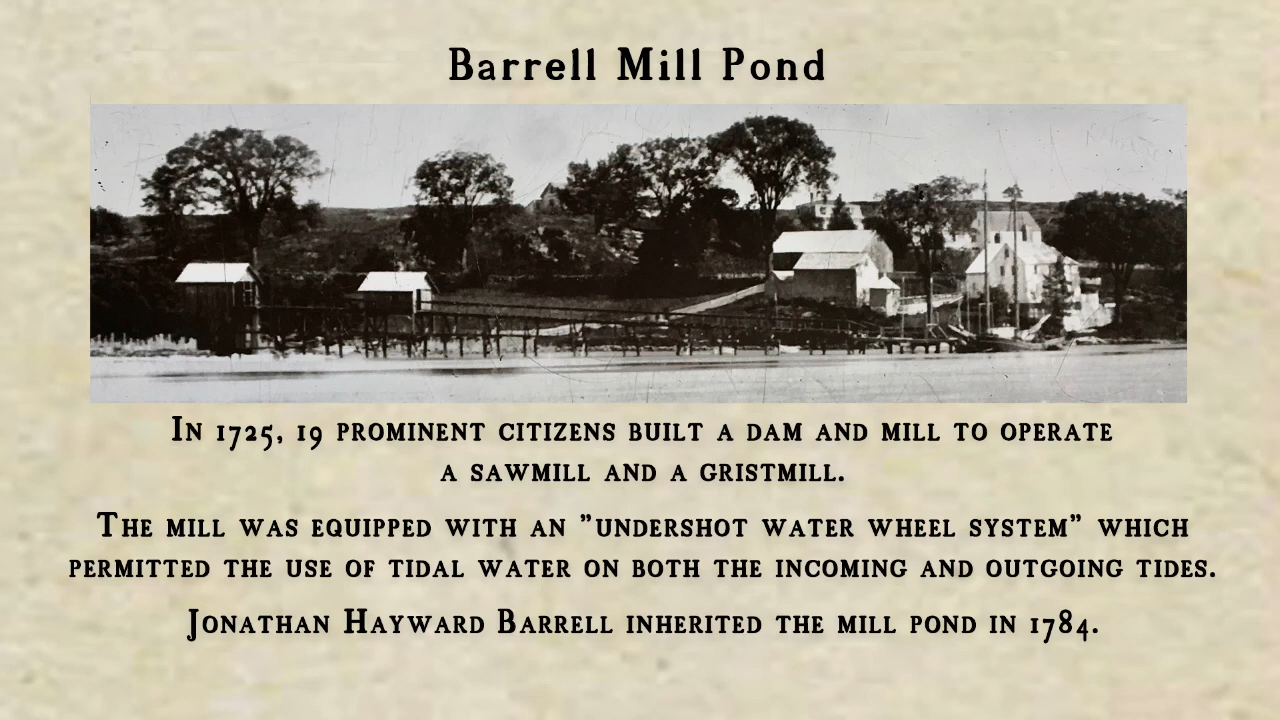 Barrell Mill Pond
In 1725, 19 prominent citizens built a dam and mill to operate
a sawmill and a gristmill.
The mill was equipped with an "undershot water wheel system" which
permitted the use of tidal water on both the incoming and outgoing tides.
Jonathan Hayward Barrell inherited the mill pond in 1784.